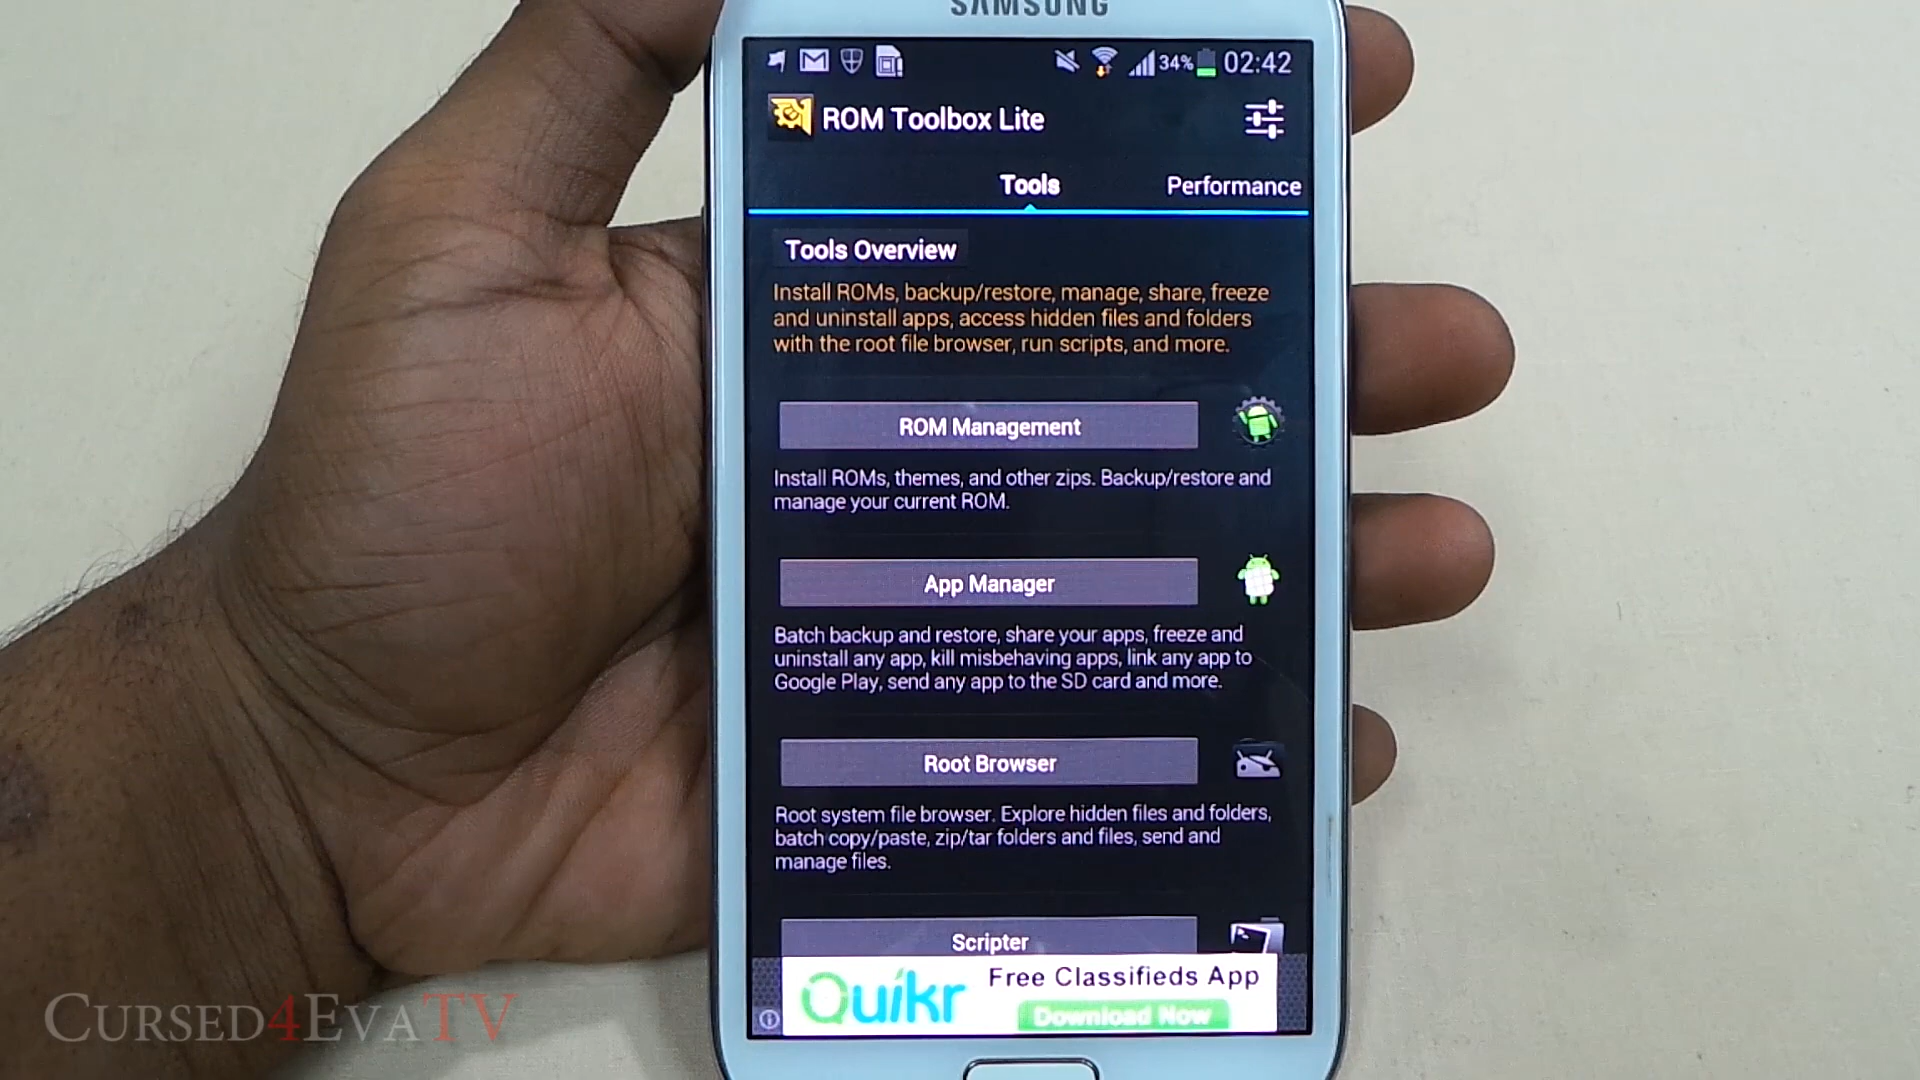 SAMSUNG
34% 02:42
ROM Toolbox Lite
Tools Performance
Tools Overview
Install ROMs, backup/restore, manage, share, freeze
and uninstall apps, access hidden files and folders
with the root file browser, run scripts, and more.
ROM Management
Install ROMs, themes, and other zips. Backup/restore and
manage your current ROM.
App Manager
Batch backup and restore, share your apps, freeze and
uninstall any app, kill misbehaving apps, link any app to
Google Play, send any app to the SD card and more.
Root Browser
Root system file browser. Explore hidden files and folders,
batch copy/paste, zip/tar folders and files, send and
manage files.
Scripter
Quikr Free Classifieds App
Download Now
CURSED4EVATV